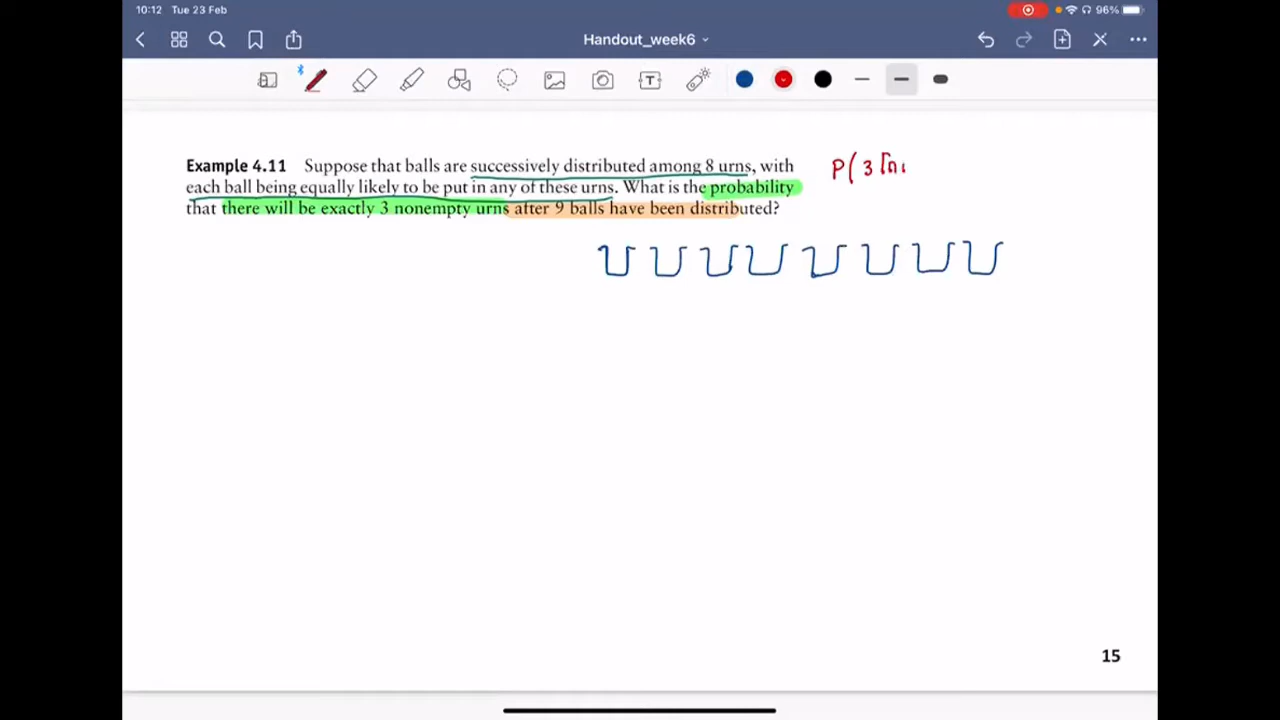 10:12 Tue 23 Feb
96%
Handout_week6
T
Example 4.11 Suppose that balls are successively distributed among 8 urns, with
each ball being equally likely to be put in any of these urns. What is the probability
that there will be exactly 3 nonempty urns after 9 balls have been distributed?
P( 3
15